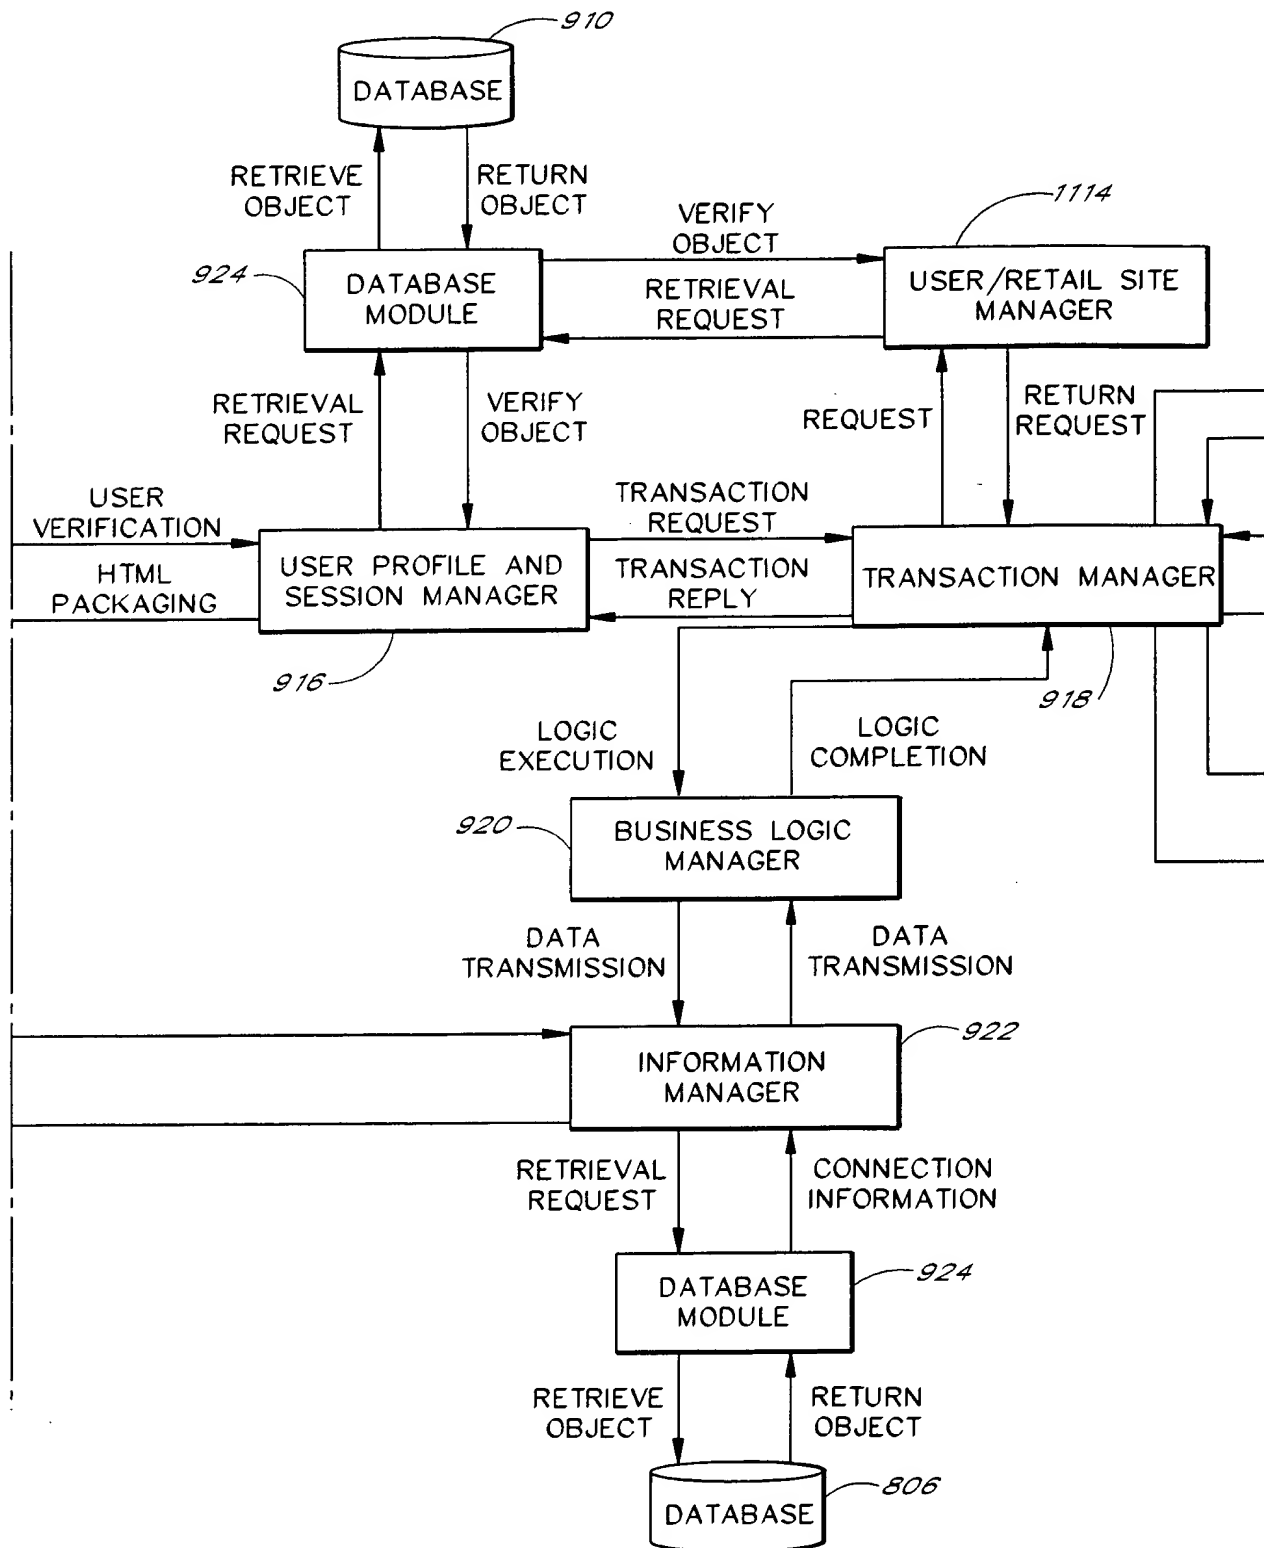 910
DATABASE
RETRIEVE
OBJECT
RETURN
OBJECT
1114
VERIFY
OBJECT
924
DATABASE
MODULE
RETRIEVAL
REQUEST
USER/RETAIL SITE
MANAGER
RETRIEVAL
REQUEST
VERIFY
OBJECT
REQUEST
RETURN
REQUEST
USER
VERIFICATION
TRANSACTION
REQUEST
HTML
PACKAGING
USER PROFILE AND
SESSION MANAGER
TRANSACTION
REPLY
TRANSACTION MANAGER
916
918
LOGIC
EXECUTION
LOGIC
COMPLETION
920
BUSINESS LOGIC
MANAGER
DATA
TRANSMISSION
DATA
TRANSMISSION
922
INFORMATION
MANAGER
RETRIEVAL
REQUEST
CONNECTION
INFORMATION
924
DATABASE
MODULE
RETRIEVE
OBJECT
RETURN
OBJECT
806
DATABASE